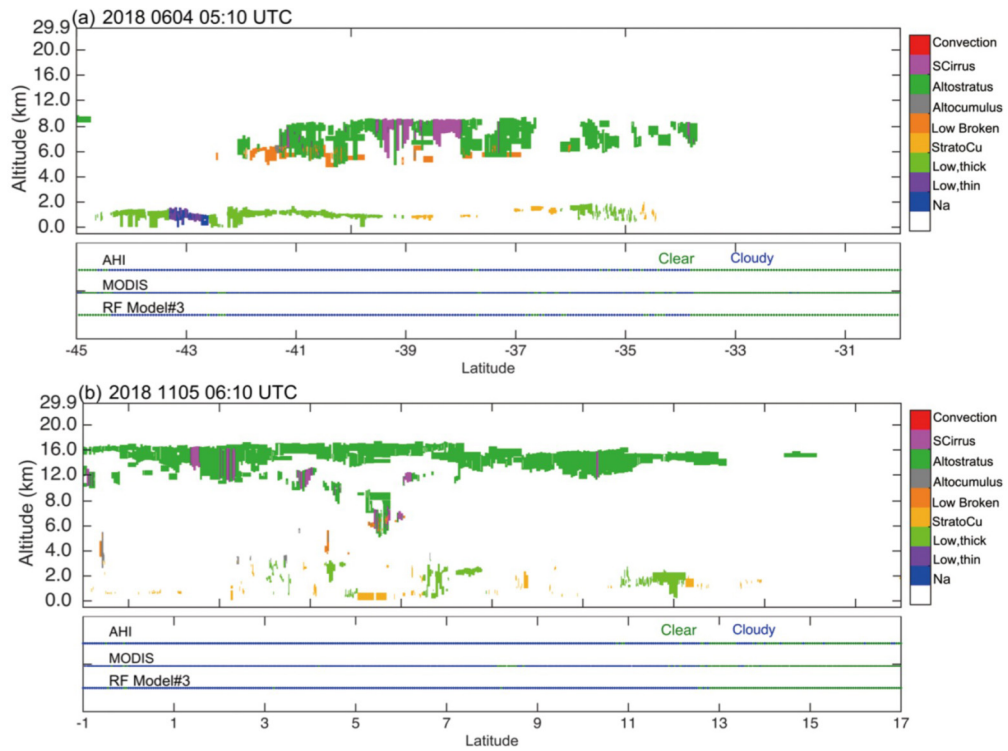 (a) 2018 0604 05:10 UTC
29.9
20.0
16.0
12.0
8.0
6.0
4.0
2.0
0.0
Altitude (km)
Convection
SCirrus
Altostratus
Altocumulus
Low Broken
StratoCu
Low,thick
Low,thin
Na
AHI
Clear
Cloudy
MODIS
RF Model#3
-45 -43 -41 -39 -37 -35 -33 -31
Latitude
(b) 2018 1105 06:10 UTC
29.9
20.0
16.0
12.0
8.0
6.0
4.0
2.0
0.0
Altitude (km)
Convection
SCirrus
Altostratus
Altocumulus
Low Broken
StratoCu
Low,thick
Low,thin
Na
AHI
Clear
Cloudy
MODIS
RF Model#3
-1 1 3 5 7 9 11 13 15 17
Latitude